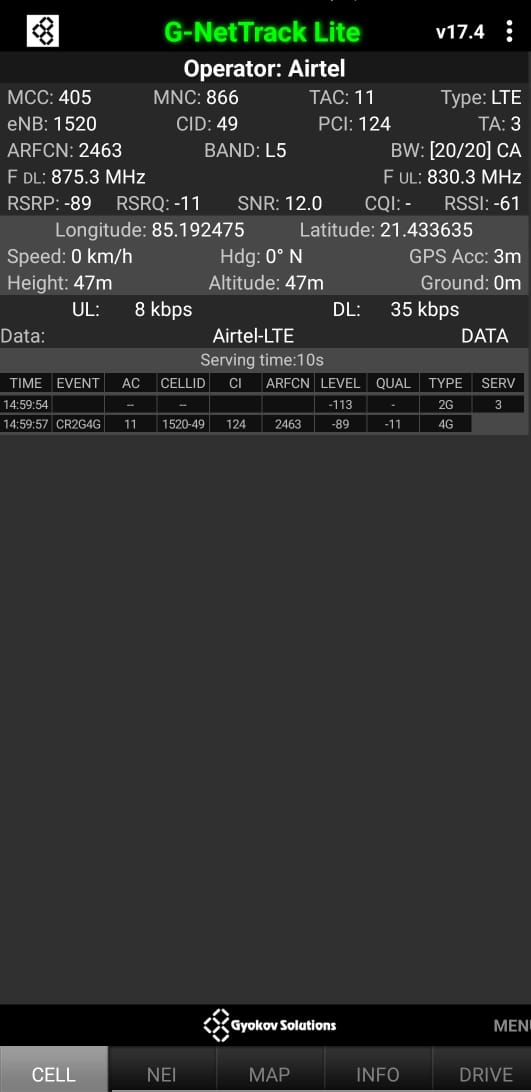 G-NetTrack Lite v17.4
Operator: Airtel
MCC: 405 MNC: 866 TAC: 11 Type: LTE
eNB: 1520 CID: 49 PCI: 124 TA: 3
ARFCN: 2463 BAND: L5 BW: [20/20] CA
F DL: 875.3 MHz F UL: 830.3 MHz
RSRP: -89 RSRQ: -11 SNR: 12.0 CQI: - RSSI: -61
Longitude: 85.192475 Latitude: 21.433635
Speed: 0 km/h Hdg: 0° N GPS Acc: 3m
Height: 47m Altitude: 47m Ground: 0m
UL: 8 kbps DL: 35 kbps
Data: Airtel-LTE DATA
Serving time:10s
TIME EVENT AC CELLID CI ARFCN LEVEL QUAL TYPE SERV
14:59:54 -- -- -113 - 2G 3
14:59:57 CR2G4G 11 1520-49 124 2463 -89 -11 4G
Gyokov Solutions MENU
CELL NEI MAP INFO DRIVE